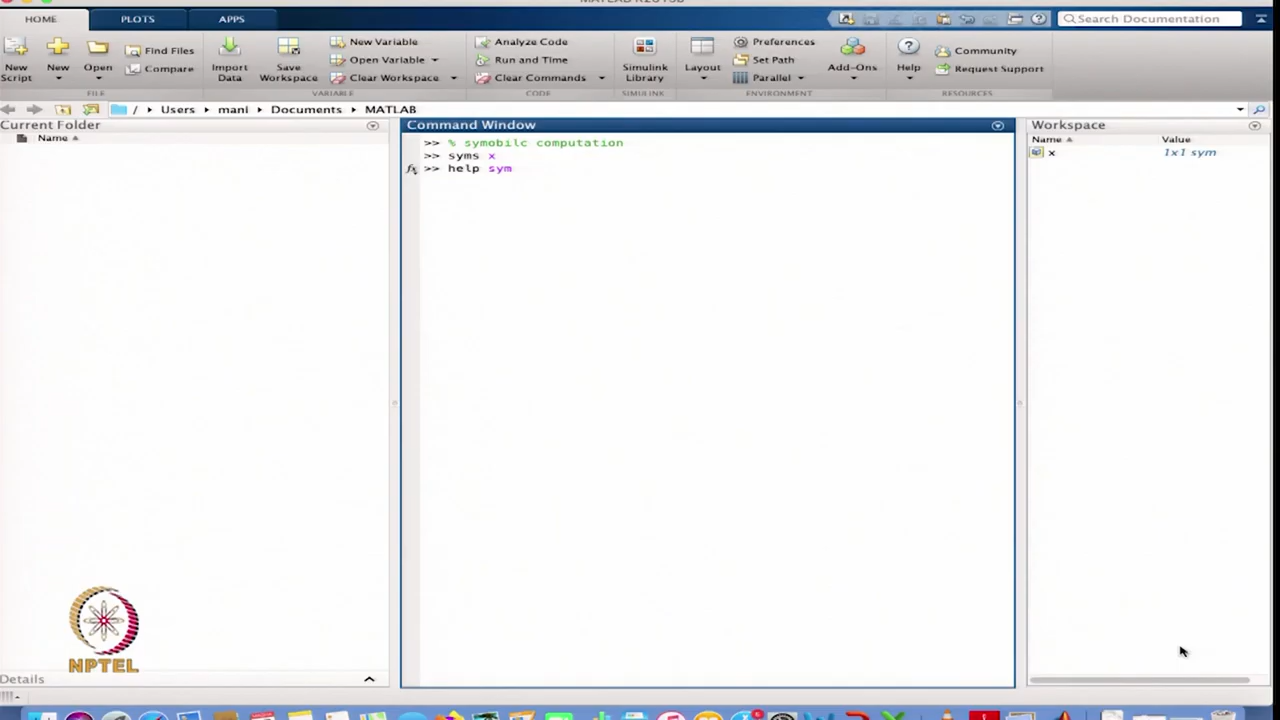 HOME PLOTS APPS Search Documentation
New Script
New
Open
Find Files
Compare
FILE
Import Data
Save Workspace
New Variable
Open Variable
Clear Workspace
VARIABLE
Analyze Code
Run and Time
Clear Commands
CODE
Simulink Library
SIMULINK
Layout
Preferences
Set Path
Parallel
ENVIRONMENT
Add-Ons
Help
Community
Request Support
RESOURCES
/ Users mani Documents MATLAB
Current Folder
Name
Command Window
>> % symobilc computation
>> syms x
fx >> help sym
Workspace
Name Value
x 1x1 sym
NPTEL
Details